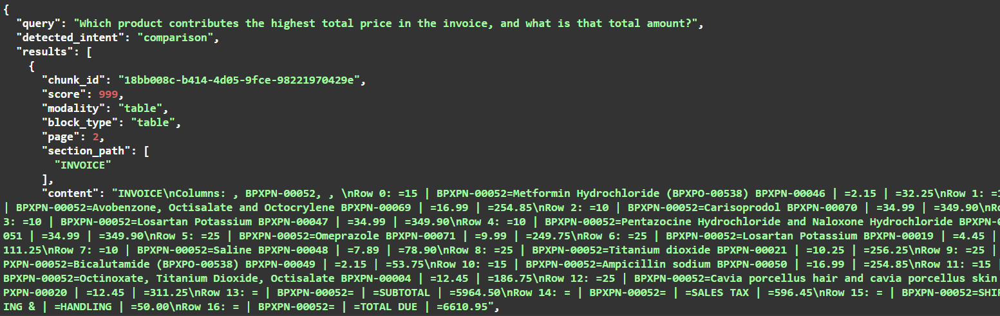 {
"query": "Which product contributes the highest total price in the invoice, and what is that total amount?",
"detected_intent": "comparison",
"results": [
{
"chunk_id": "18bb008c-b414-4d05-9fce-98221970429e",
"score": 999,
"modality": "table",
"block_type": "table",
"page": 2,
"section_path": [
"INVOICE"
],
"content": "INVOICE\nColumns: , BPXPN-00052, , \nRow 0: =15 | BPXPN-00052=Metformin Hydrochloride (BPXPO-00538) BPXPN-00046 | =2.15 | =32.25\nRow 1: =1
| BPXPN-00052=Avobenzone, Octisalate and Octocrylene BPXPN-00069 | =16.99 | =254.85\nRow 2: =10 | BPXPN-00052=Carisoprodol BPXPN-00070 | =34.99 | =349.90\nRo
3: =10 | BPXPN-00052=Losartan Potassium BPXPN-00047 | =34.99 | =349.90\nRow 4: =10 | BPXPN-00052=Pentazocine Hydrochloride and Naloxone Hydrochloride BPXPN-0
051 | =34.99 | =349.90\nRow 5: =25 | BPXPN-00052=Omeprazole BPXPN-00071 | =9.99 | =249.75\nRow 6: =25 | BPXPN-00052=Losartan Potassium BPXPN-00019 | =4.45 |
111.25\nRow 7: =10 | BPXPN-00052=Saline BPXPN-00048 | =7.89 | =78.90\nRow 8: =25 | BPXPN-00052=Titanium dioxide BPXPN-00021 | =10.25 | =256.25\nRow 9: =25 |
PXPN-00052=Bicalutamide (BPXPO-00538) BPXPN-00049 | =2.15 | =53.75\nRow 10: =15 | BPXPN-00052=Ampicillin sodium BPXPN-00050 | =16.99 | =254.85\nRow 11: =15 |
BPXPN-00052=Octinoxate, Titanium Dioxide, Octisalate BPXPN-00004 | =12.45 | =186.75\nRow 12: =25 | BPXPN-00052=Cavia porcellus hair and cavia porcellus skin
PXPN-00020 | =12.45 | =311.25\nRow 13: = | BPXPN-00052= | =SUBTOTAL | =5964.50\nRow 14: = | BPXPN-00052= | =SALES TAX | =596.45\nRow 15: = | BPXPN-00052=SHIP
ING & | =HANDLING | =50.00\nRow 16: = | BPXPN-00052= | =TOTAL DUE | =6610.95",